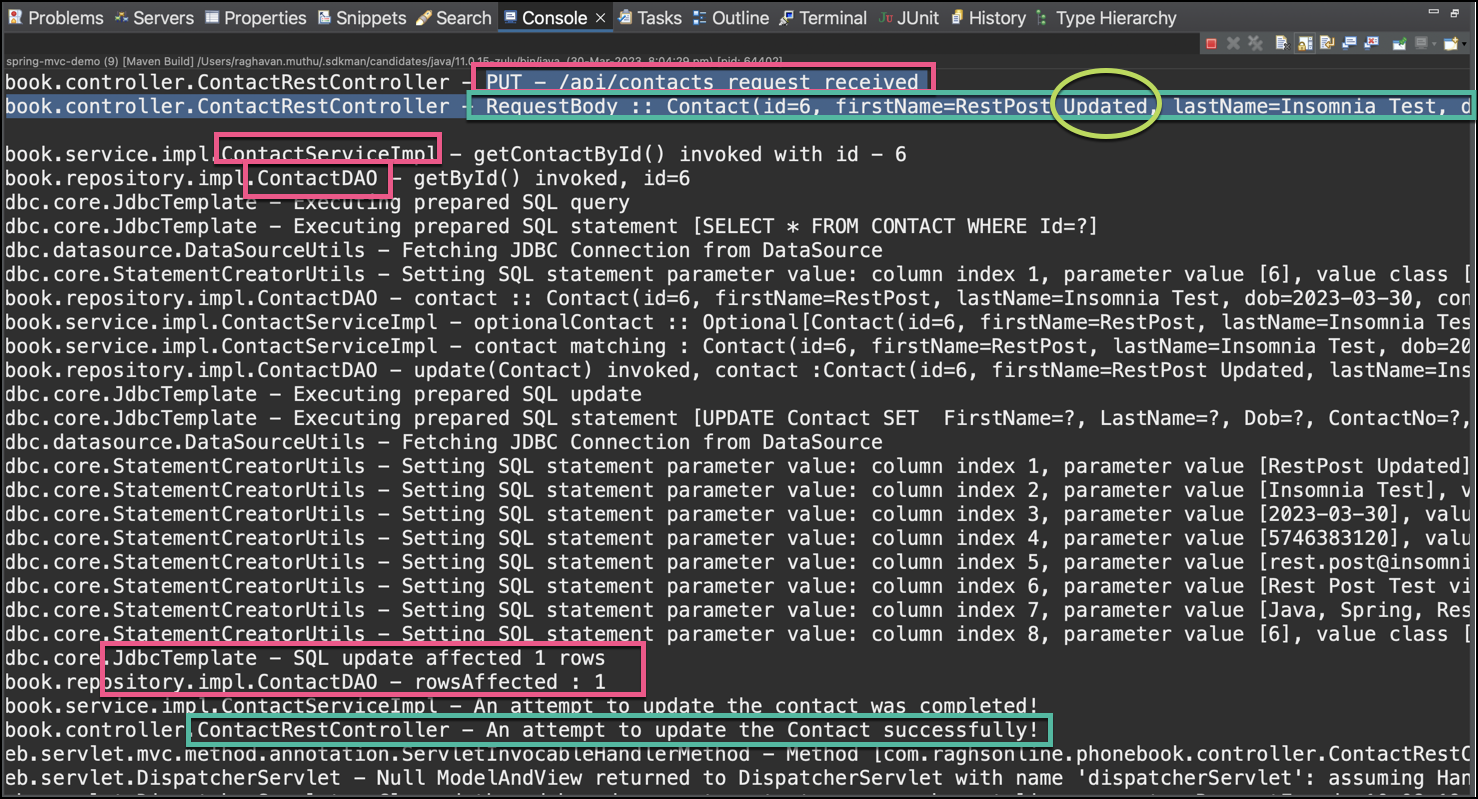 Problems Servers Properties Snippets Search Console Tasks Outline Terminal JUnit History Type Hierarchy
spring-mvc-demo (9) [Maven Build] /Users/raghavan.muthu/.sdkman/candidates/java/11.0.15-zulu/bin/java (30-Mar-2023, 8:04:29 pm) [pid: 64402]
book.controller.ContactRestController - PUT - /api/contacts request received
book.controller.ContactRestController - RequestBody :: Contact(id=6, firstName=RestPost Updated, lastName=Insomnia Test, d
book.service.impl.ContactServiceImpl - getContactById() invoked with id - 6
book.repository.impl.ContactDAO - getById() invoked, id=6
dbc.core.JdbcTemplate - Executing prepared SQL query
dbc.core.JdbcTemplate - Executing prepared SQL statement [SELECT * FROM CONTACT WHERE Id=?]
dbc.datasource.DataSourceUtils - Fetching JDBC Connection from DataSource
dbc.core.StatementCreatorUtils - Setting SQL statement parameter value: column index 1, parameter value [6], value class [
book.repository.impl.ContactDAO - contact :: Contact(id=6, firstName=RestPost, lastName=Insomnia Test, dob=2023-03-30, con
book.service.impl.ContactServiceImpl - optionalContact :: Optional[Contact(id=6, firstName=RestPost, lastName=Insomnia Tes
book.service.impl.ContactServiceImpl - contact matching : Contact(id=6, firstName=RestPost, lastName=Insomnia Test, dob=20
book.repository.impl.ContactDAO - update(Contact) invoked, contact :Contact(id=6, firstName=RestPost Updated, lastName=Ins
dbc.core.JdbcTemplate - Executing prepared SQL update
dbc.core.JdbcTemplate - Executing prepared SQL statement [UPDATE Contact SET  FirstName=?, LastName=?, Dob=?, ContactNo=?,
dbc.datasource.DataSourceUtils - Fetching JDBC Connection from DataSource
dbc.core.StatementCreatorUtils - Setting SQL statement parameter value: column index 1, parameter value [RestPost Updated]
dbc.core.StatementCreatorUtils - Setting SQL statement parameter value: column index 2, parameter value [Insomnia Test], v
dbc.core.StatementCreatorUtils - Setting SQL statement parameter value: column index 3, parameter value [2023-03-30], valu
dbc.core.StatementCreatorUtils - Setting SQL statement parameter value: column index 4, parameter value [5746383120], valu
dbc.core.StatementCreatorUtils - Setting SQL statement parameter value: column index 5, parameter value [rest.post@insomni
dbc.core.StatementCreatorUtils - Setting SQL statement parameter value: column index 6, parameter value [Rest Post Test vi
dbc.core.StatementCreatorUtils - Setting SQL statement parameter value: column index 7, parameter value [Java, Spring, Res
dbc.core.StatementCreatorUtils - Setting SQL statement parameter value: column index 8, parameter value [6], value class [
dbc.core.JdbcTemplate - SQL update affected 1 rows
book.repository.impl.ContactDAO - rowsAffected : 1
book.service.impl.ContactServiceImpl - An attempt to update the contact was completed!
book.controller.ContactRestController - An attempt to update the Contact successfully!
eb.servlet.mvc.method.annotation.ServletInvocableHandlerMethod - Method [com.raghsonline.phonebook.controller.ContactRestC
eb.servlet.DispatcherServlet - Null ModelAndView returned to DispatcherServlet with name 'dispatcherServlet': assuming Han